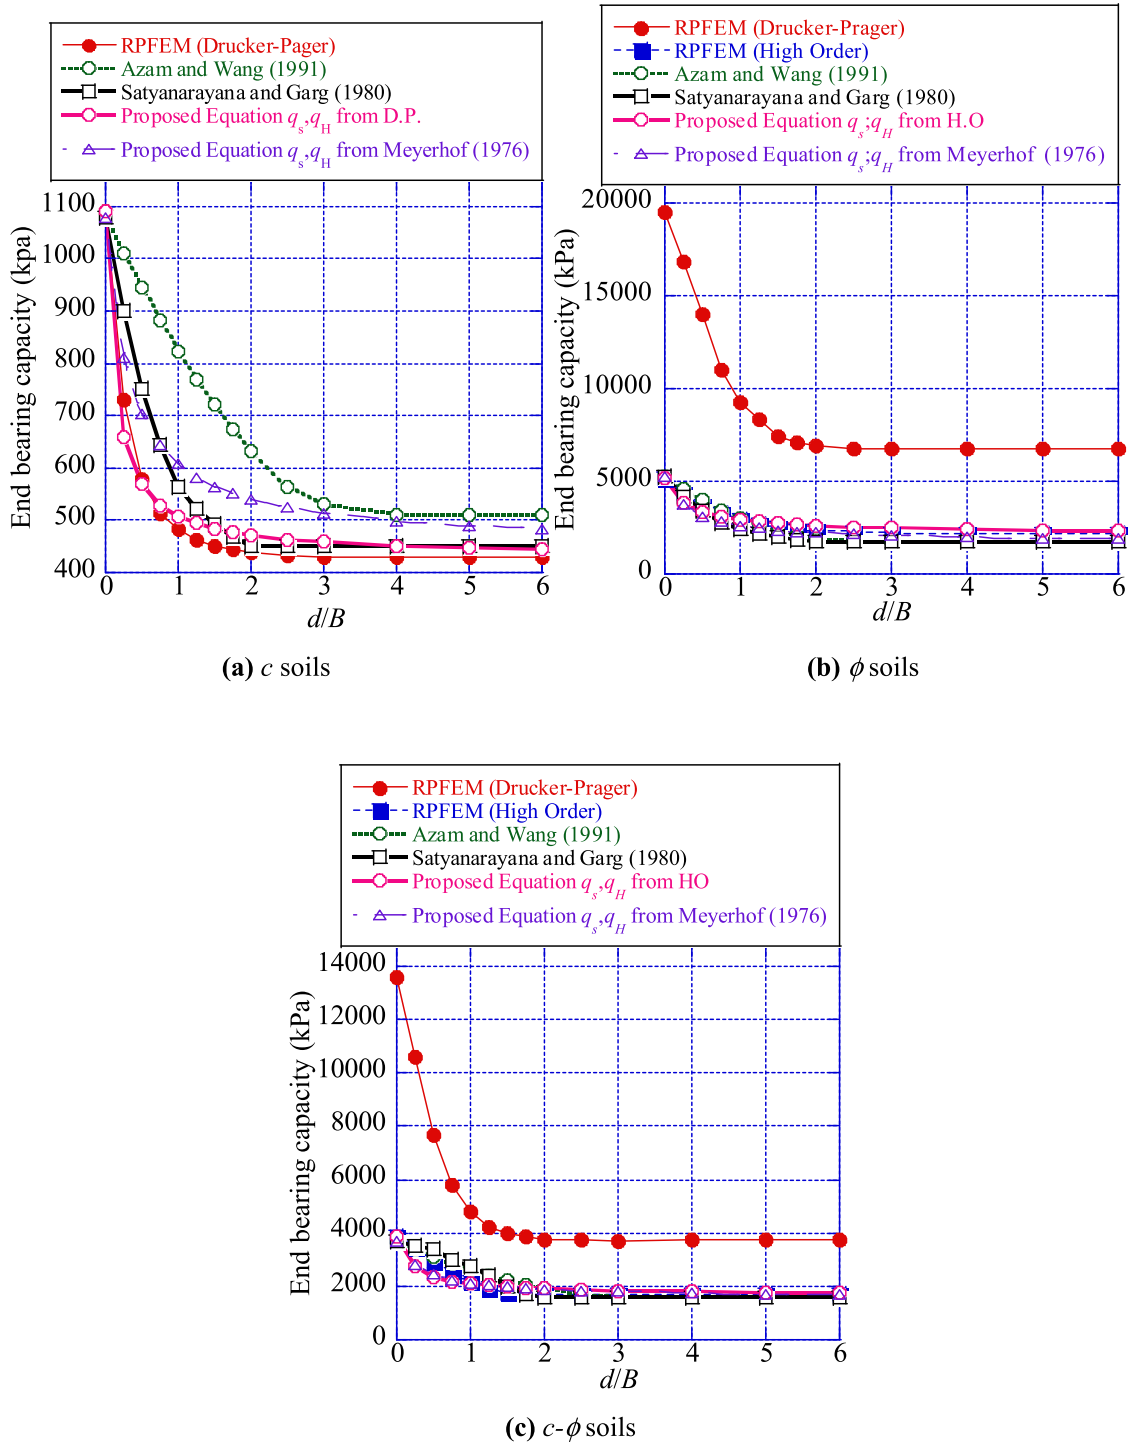 RPFEM (Drucker-Pager)
Azam and Wang (1991)
Satyanarayana and Garg (1980)
Proposed Equation qs,qH from D.P.
Proposed Equation qs,qH from Meyerhof (1976)
End bearing capacity (kpa)
1100
1000
900
800
700
600
500
400
0 1 2 3 4 5 6
d/B
(a) c soils
RPFEM (Drucker-Prager)
RPFEM (High Order)
Azam and Wang (1991)
Satyanarayana and Garg (1980)
Proposed Equation qs;qH from H.O
Proposed Equation qs;qH from Meyerhof (1976)
End bearing capacity (kPa)
20000
15000
10000
5000
0
0 1 2 3 4 5 6
d/B
(b) ϕ soils
RPFEM (Drucker-Prager)
RPFEM (High Order)
Azam and Wang (1991)
Satyanarayana and Garg (1980)
Proposed Equation qs,qH from HO
Proposed Equation qs,qH from Meyerhof (1976)
End bearing capacity (kPa)
14000
12000
10000
8000
6000
4000
2000
0
0 1 2 3 4 5 6
d/B
(c) c-ϕ soils